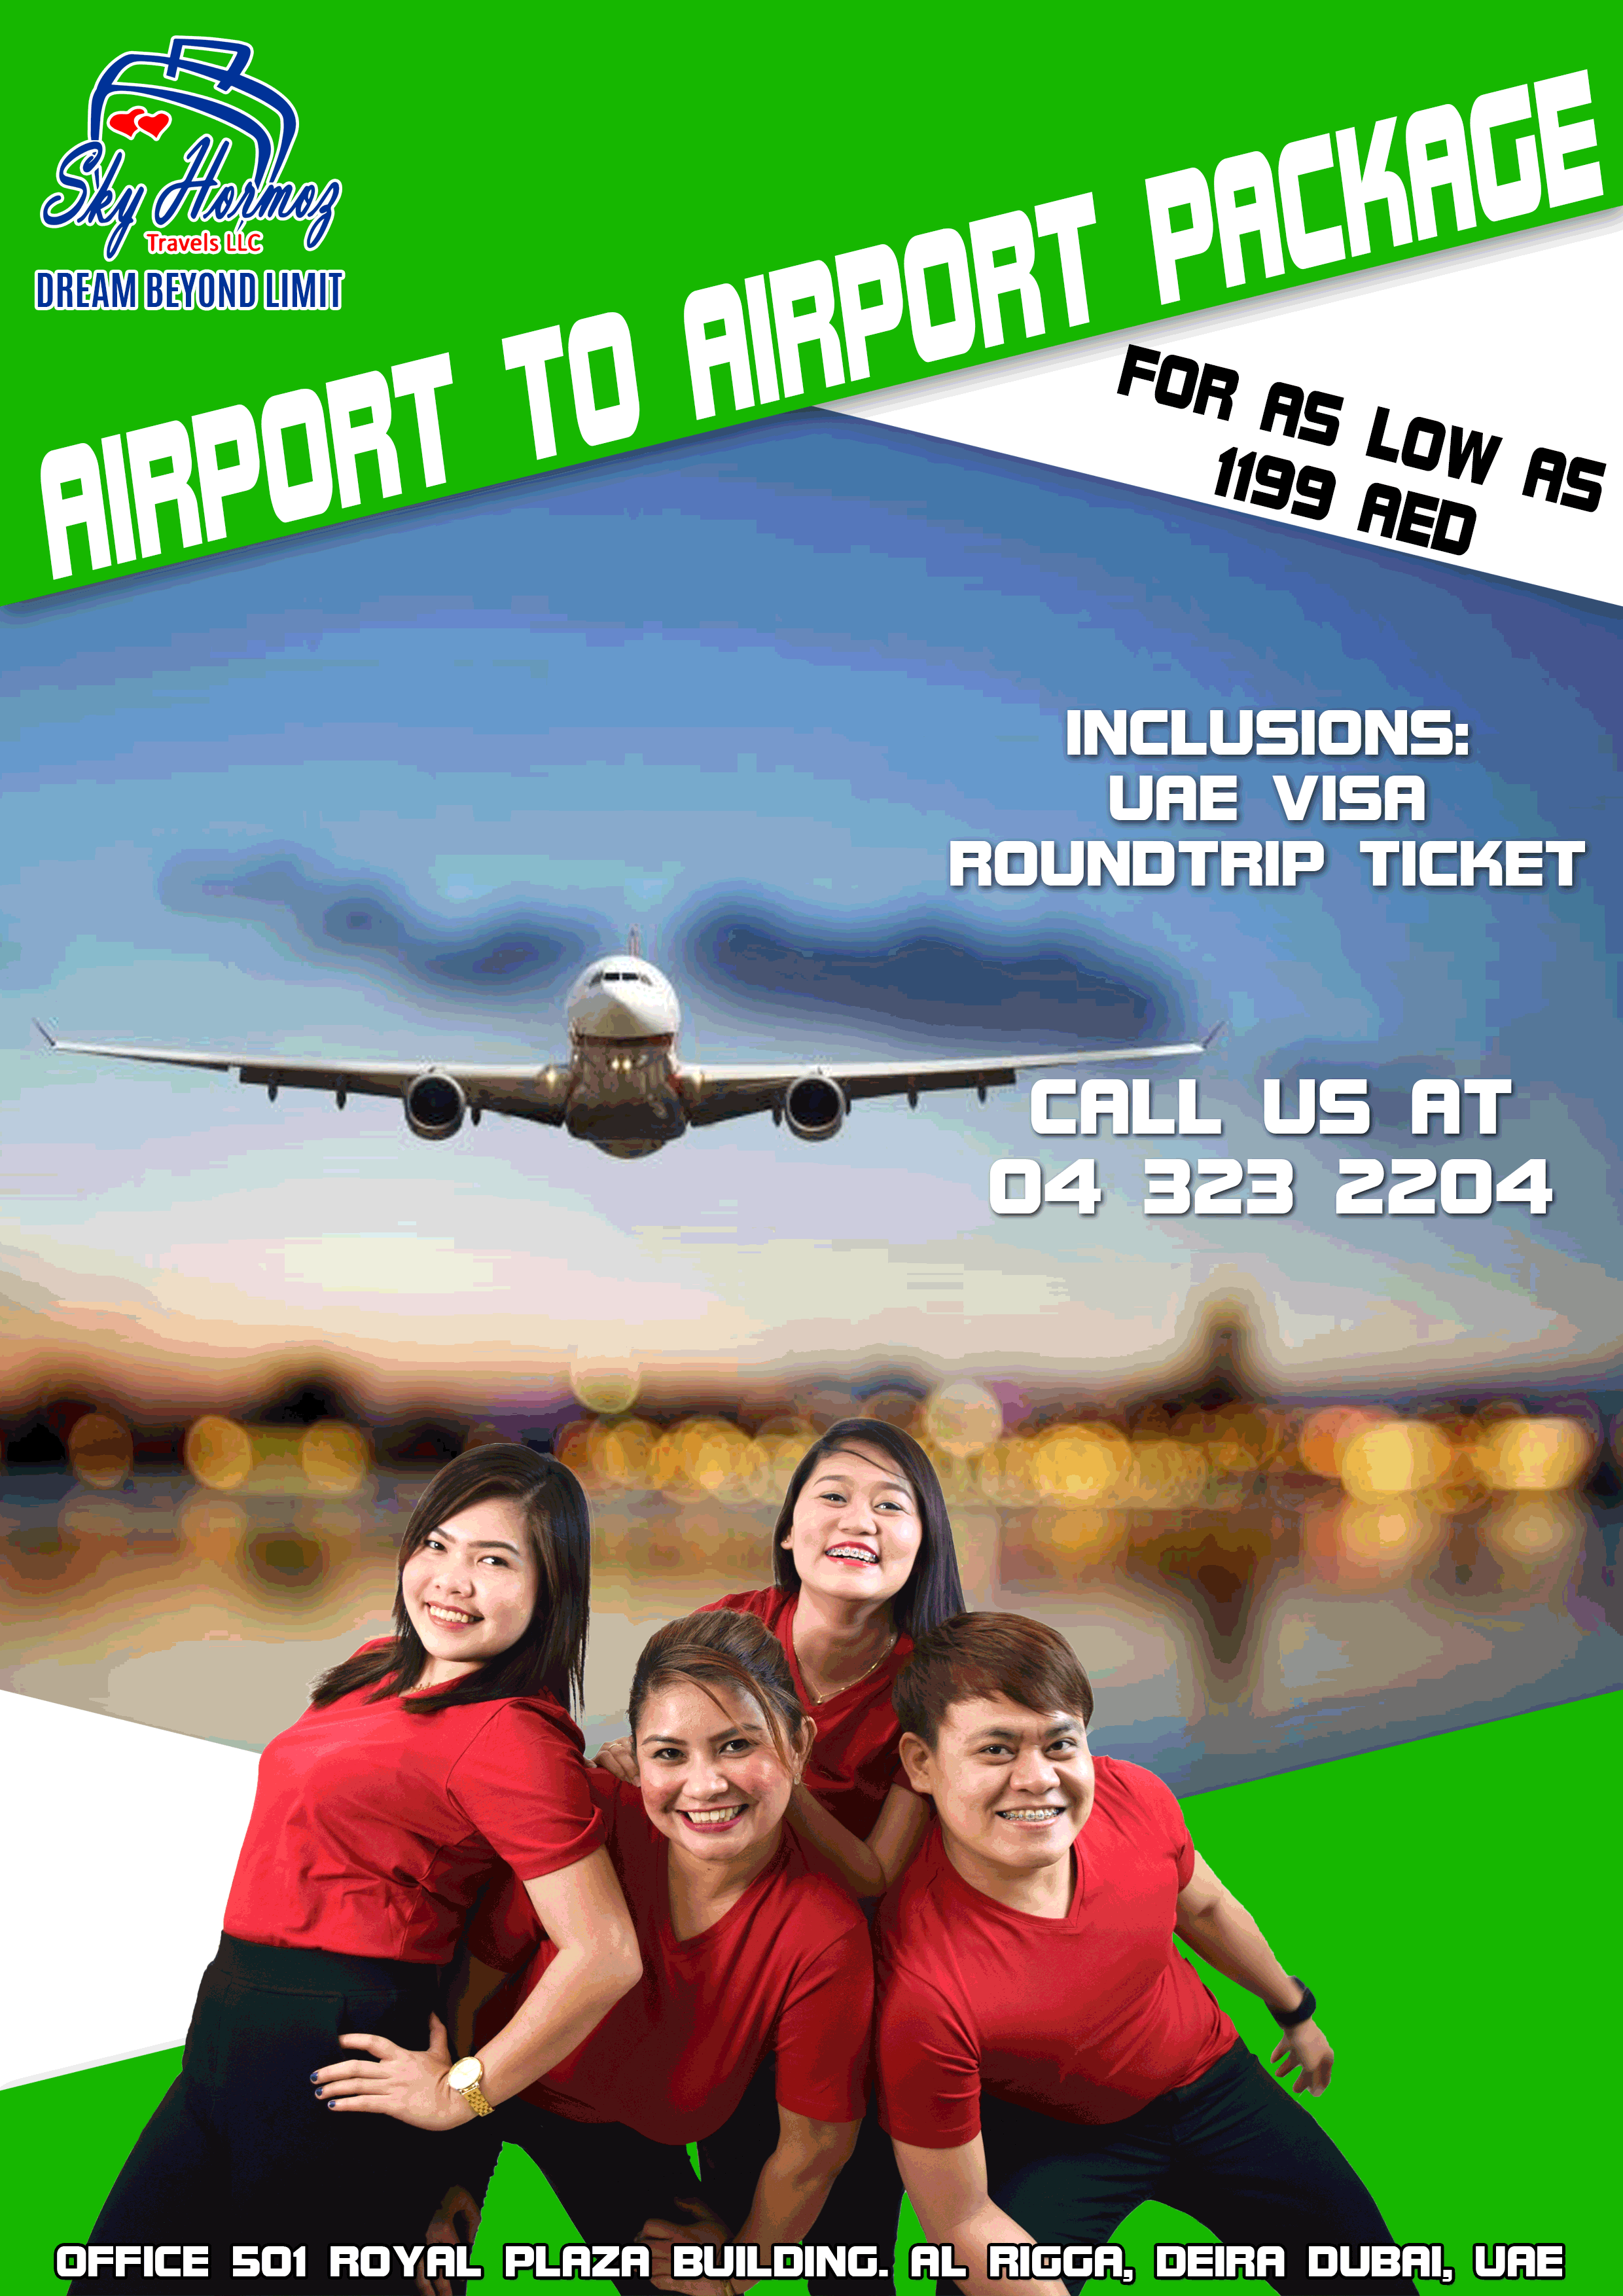 Sky Hormoz
Travels LLC
DREAM BEYOND LIMIT
AIRPORT TO AIRPORT PACKAGE
FOR AS LOW AS
1199 AED
INCLUSIONS:
UAE VISA
ROUNDTRIP TICKET
CALL US AT
04 323 2204
OFFICE 501 ROYAL PLAZA BUILDING. AL RIGGA, DEIRA DUBAI, UAE